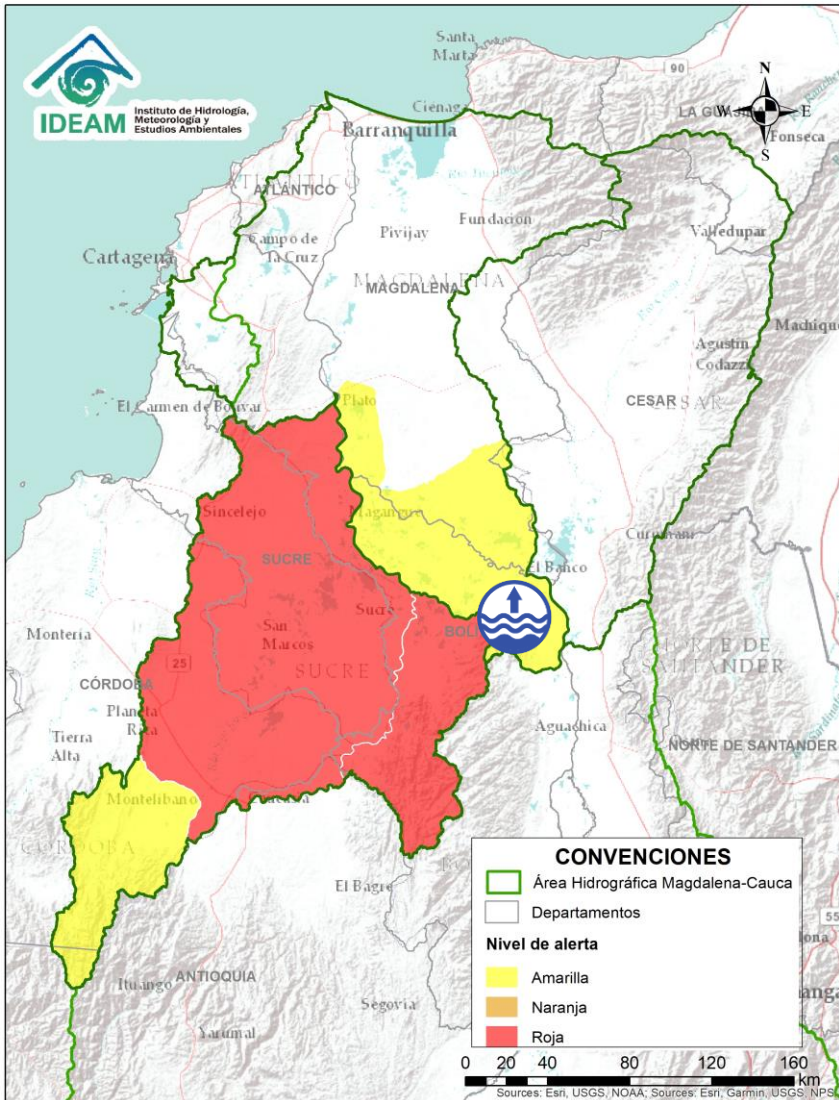 IDEAM
Instituto de Hidrología,
Meteorología y
Estudios Ambientales
Santa
Marta
90
N
W
E
S
Ciénaga
Barranquilla
Fonseca
ATLÁNTICO
Fundación
Pivijay
Valledupar
Campo de
la Cruz
Cartagena
MAGDALENA
MAGDALENA
Machique
Agustín
Codazzi
El Carmen de Bolívar
Plato
CESAR
CESAR
Sincelejo
Magangué
SUCRE
El Banco
Sucre
San
Marcos
SUCRE
Montería
25
NORTE DE
SANTANDER
CÓRDOBA
Planeta
Rica
Tierra
Alta
Aguachica
NORTE DE SANTANDER
Montelíbano
CÓRDOBA
El Bagre
Ituango
ANTIOQUIA
Segovia
Yarumal
CONVENCIONES
Área Hidrográfica Magdalena-Cauca
Departamentos
Nivel de alerta
Amarilla
Naranja
Roja
55
0 20 40 80 120 160
km
Sources: Esri, USGS, NOAA; Sources: Esri, Garmin, USGS, NPS